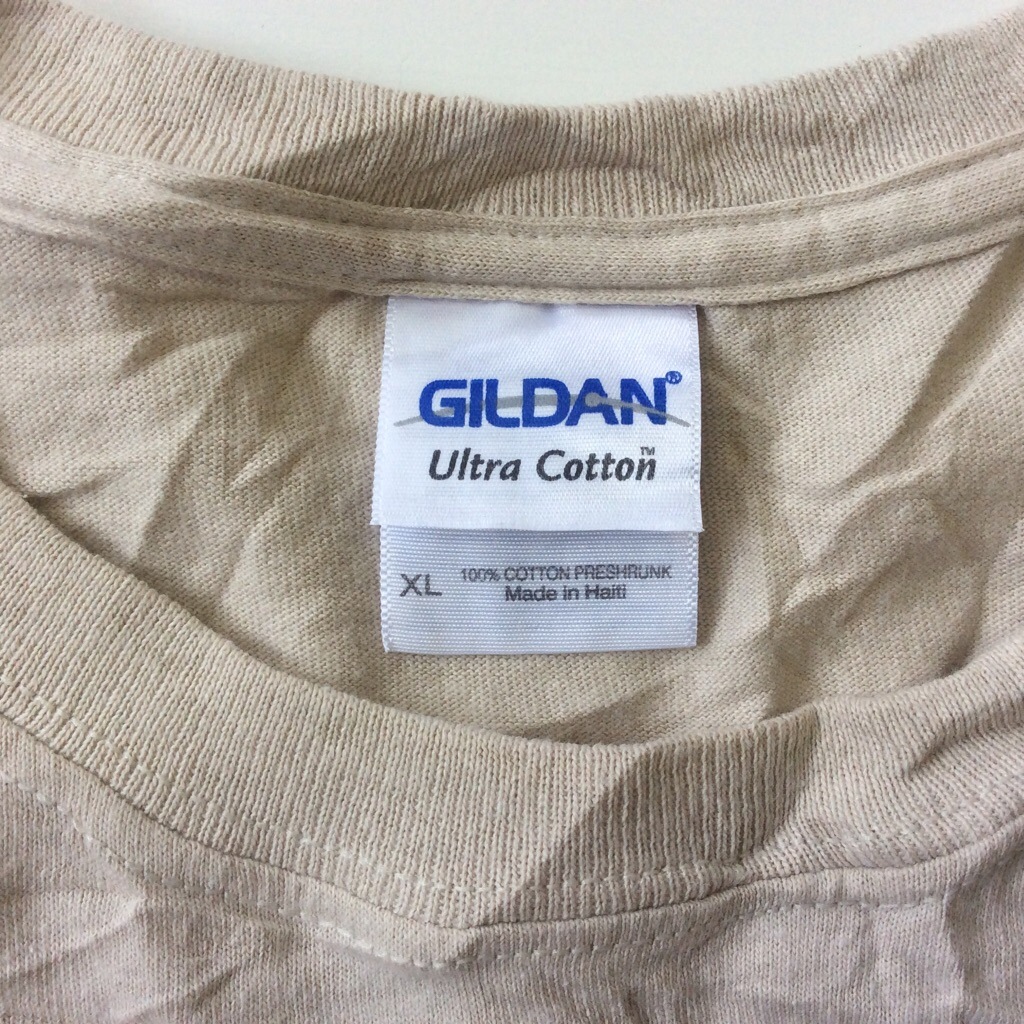 GILDAN®
Ultra Cotton™
XL 100% COTTON PRESHRUNK
Made in Haiti